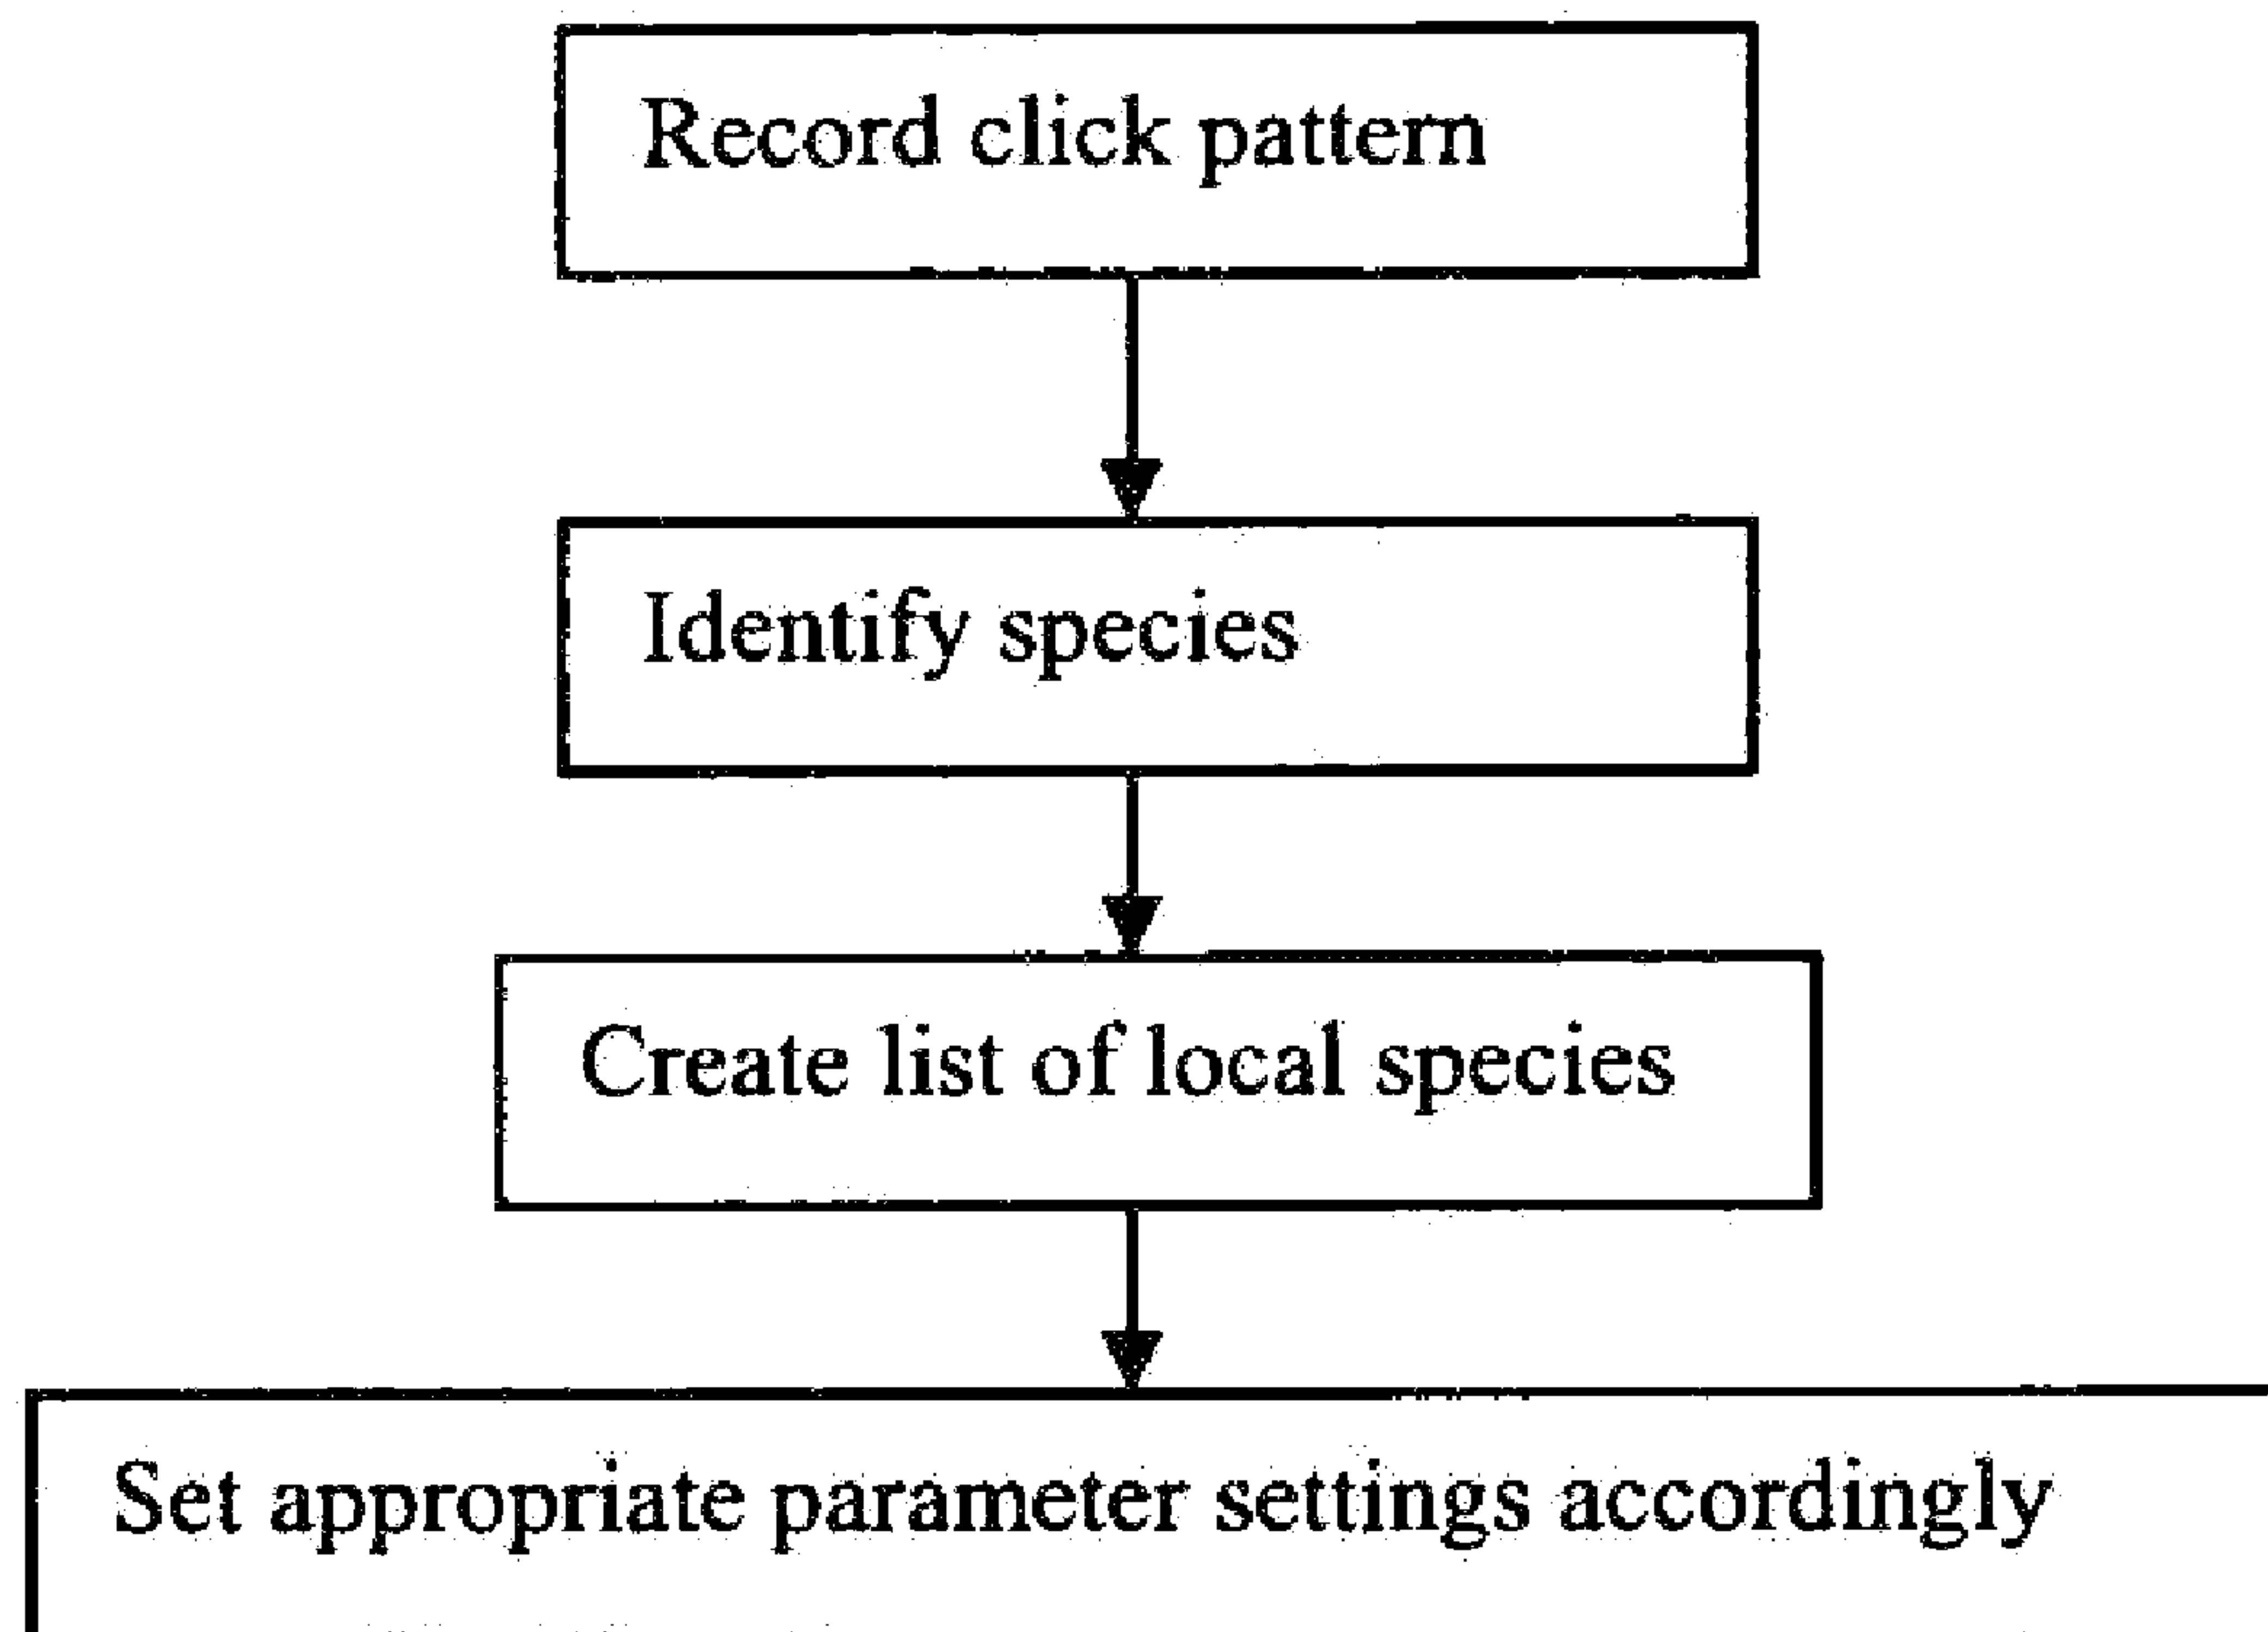 Record click pattern
Identify species
Create list of local species
Set appropriate parameter settings accordingly